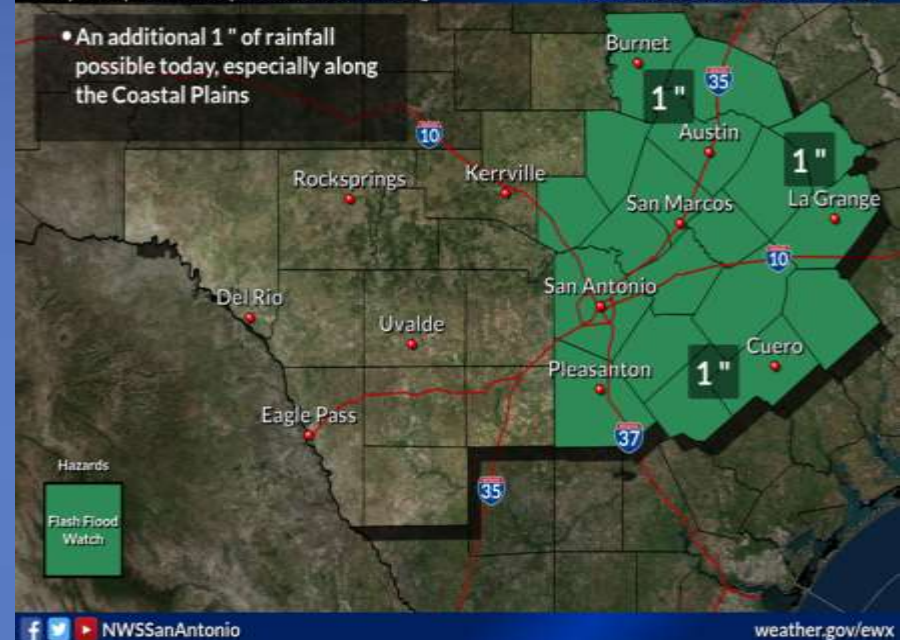 • An additional 1 " of rainfall
possible today, especially along
the Coastal Plains
Burnet
35
1 "
10
Austin
1 "
Rocksprings
Kerrville
San Marcos
La Grange
10
Del Rio
San Antonio
Uvalde
Cuero
Pleasanton
1 "
Eagle Pass
37
Hazards
35
Flash Flood
Watch
NWSSanAntonio
weather.gov/ewx